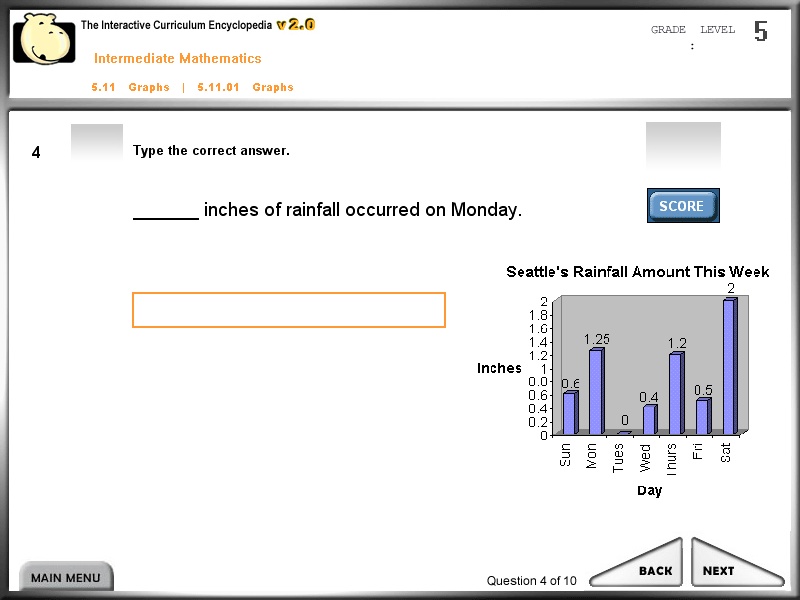 The Interactive Curriculum Encyclopedia v 2.0
GRADE LEVEL : 5
Intermediate Mathematics
5.11 Graphs | 5.11.01 Graphs
4
Type the correct answer.
_______ inches of rainfall occurred on Monday.
SCORE
Seattle's Rainfall Amount This Week
2
1.8
1.6
1.4
1.2
1
0.0
0.6
0.4
0.2
0
Inches
0.6
1.25
0
0.4
1.2
0.5
2
Sun
Mon
Tues
Wed
Thurs
Fri
Sat
Day
MAIN MENU
Question 4 of 10
BACK
NEXT